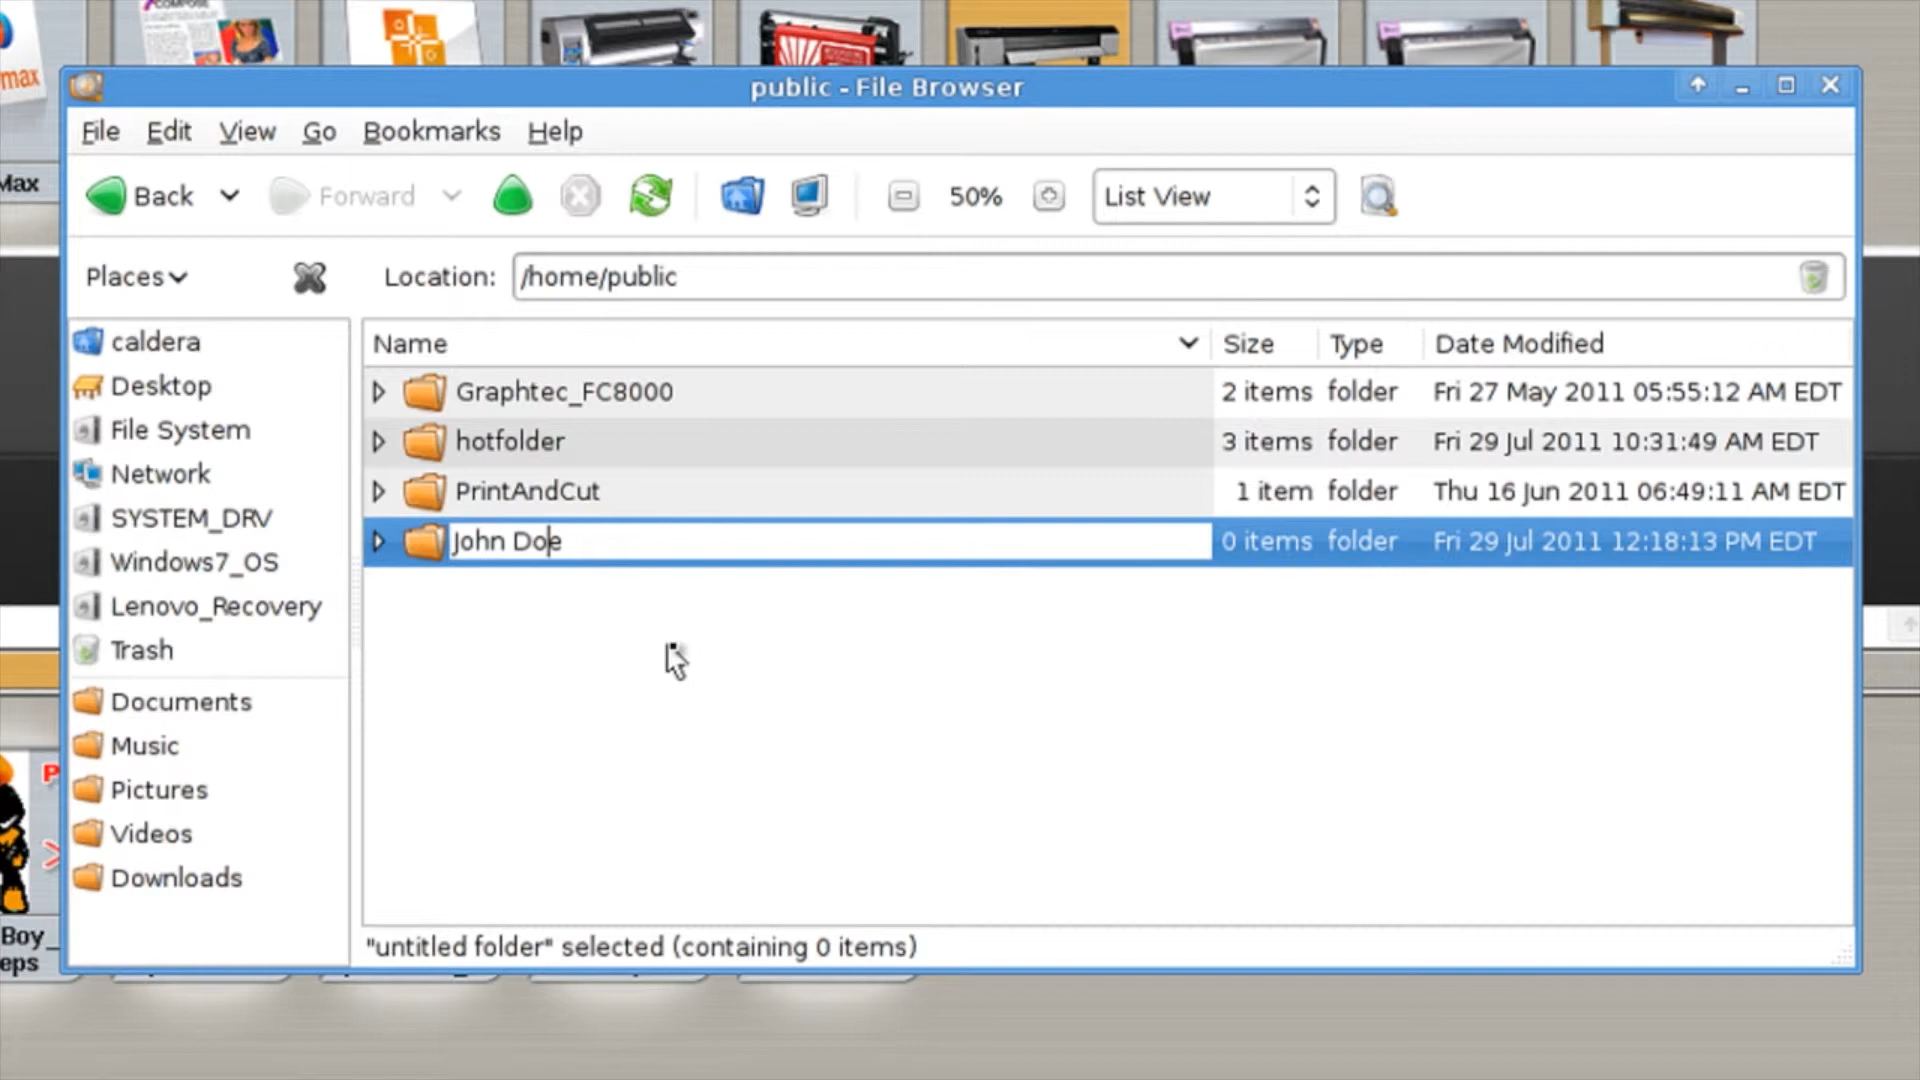 COMPOSE
max
public - File Browser
File Edit View Go Bookmarks Help
Max
Back Forward 50% List View
Places Location: /home/public
caldera
Desktop
File System
Network
SYSTEM_DRV
Windows7_OS
Lenovo_Recovery
Trash
Documents
Music
Pictures
Videos
Downloads
Name Size Type Date Modified
Graphtec_FC8000 2 items folder Fri 27 May 2011 05:55:12 AM EDT
hotfolder 3 items folder Fri 29 Jul 2011 10:31:49 AM EDT
PrintAndCut 1 item folder Thu 16 Jun 2011 06:49:11 AM EDT
John Doe 0 items folder Fri 29 Jul 2011 12:18:13 PM EDT
P
Boy_
eps
"untitled folder" selected (containing 0 items)